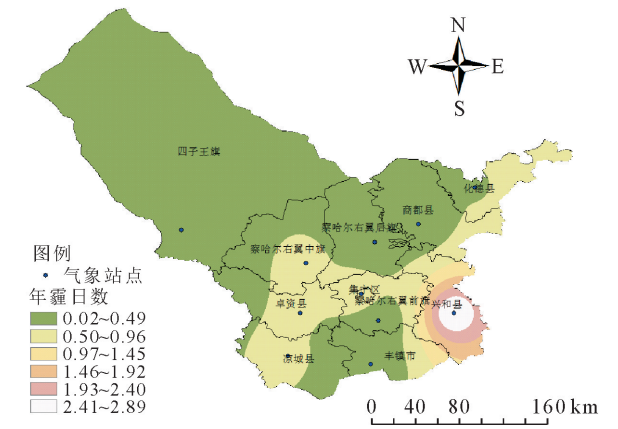 N
W E
S
四子王旗
化德县
商都县
察哈尔右翼后旗
察哈尔右翼中旗
集宁区
察哈尔右翼前旗
兴和县
卓资县
凉城县
丰镇市
图例
气象站点
年霾日数
0.02~0.49
0.50~0.96
0.97~1.45
1.46~1.92
1.93~2.40
2.41~2.89
0 40 80 160 km